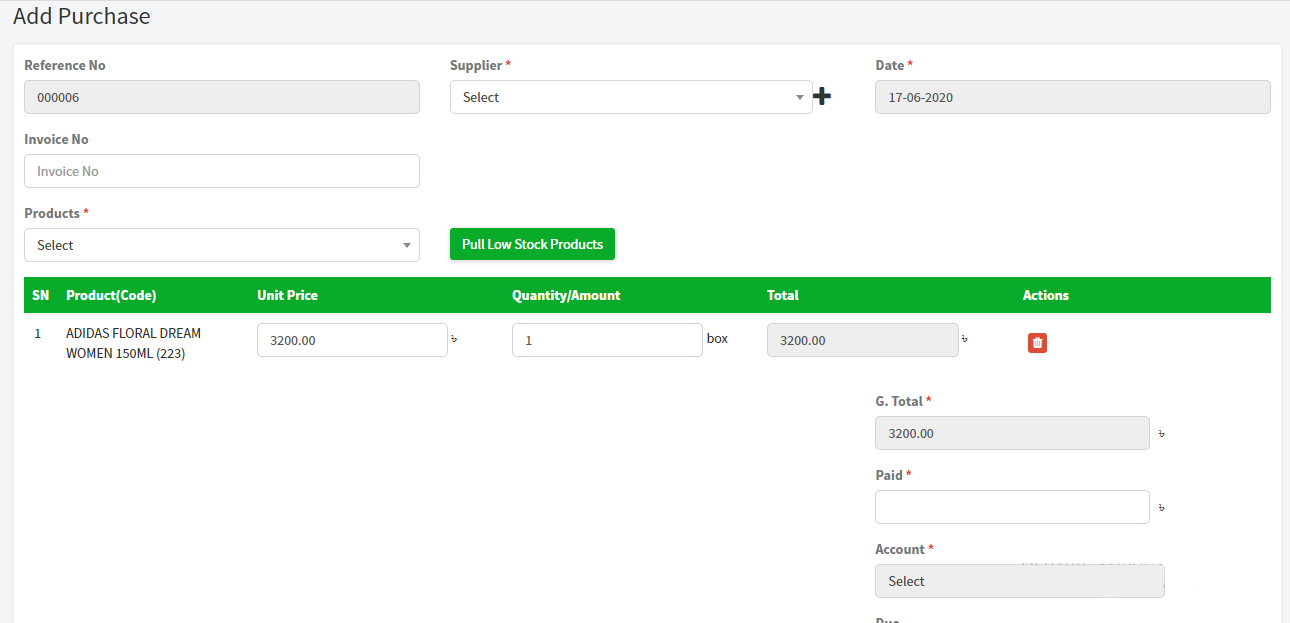 Add Purchase
Reference No
Supplier *
Date *
000006
Select
17-06-2020
Invoice No
Invoice No
Products *
Select
Pull Low Stock Products
SN Product(Code) Unit Price Quantity/Amount Total Actions
1 ADIDAS FLORAL DREAM WOMEN 150ML (223) 3200.00 ৳ 1 box 3200.00 ৳
G. Total *
3200.00 ৳
Paid *
৳
Account *
Select
Due